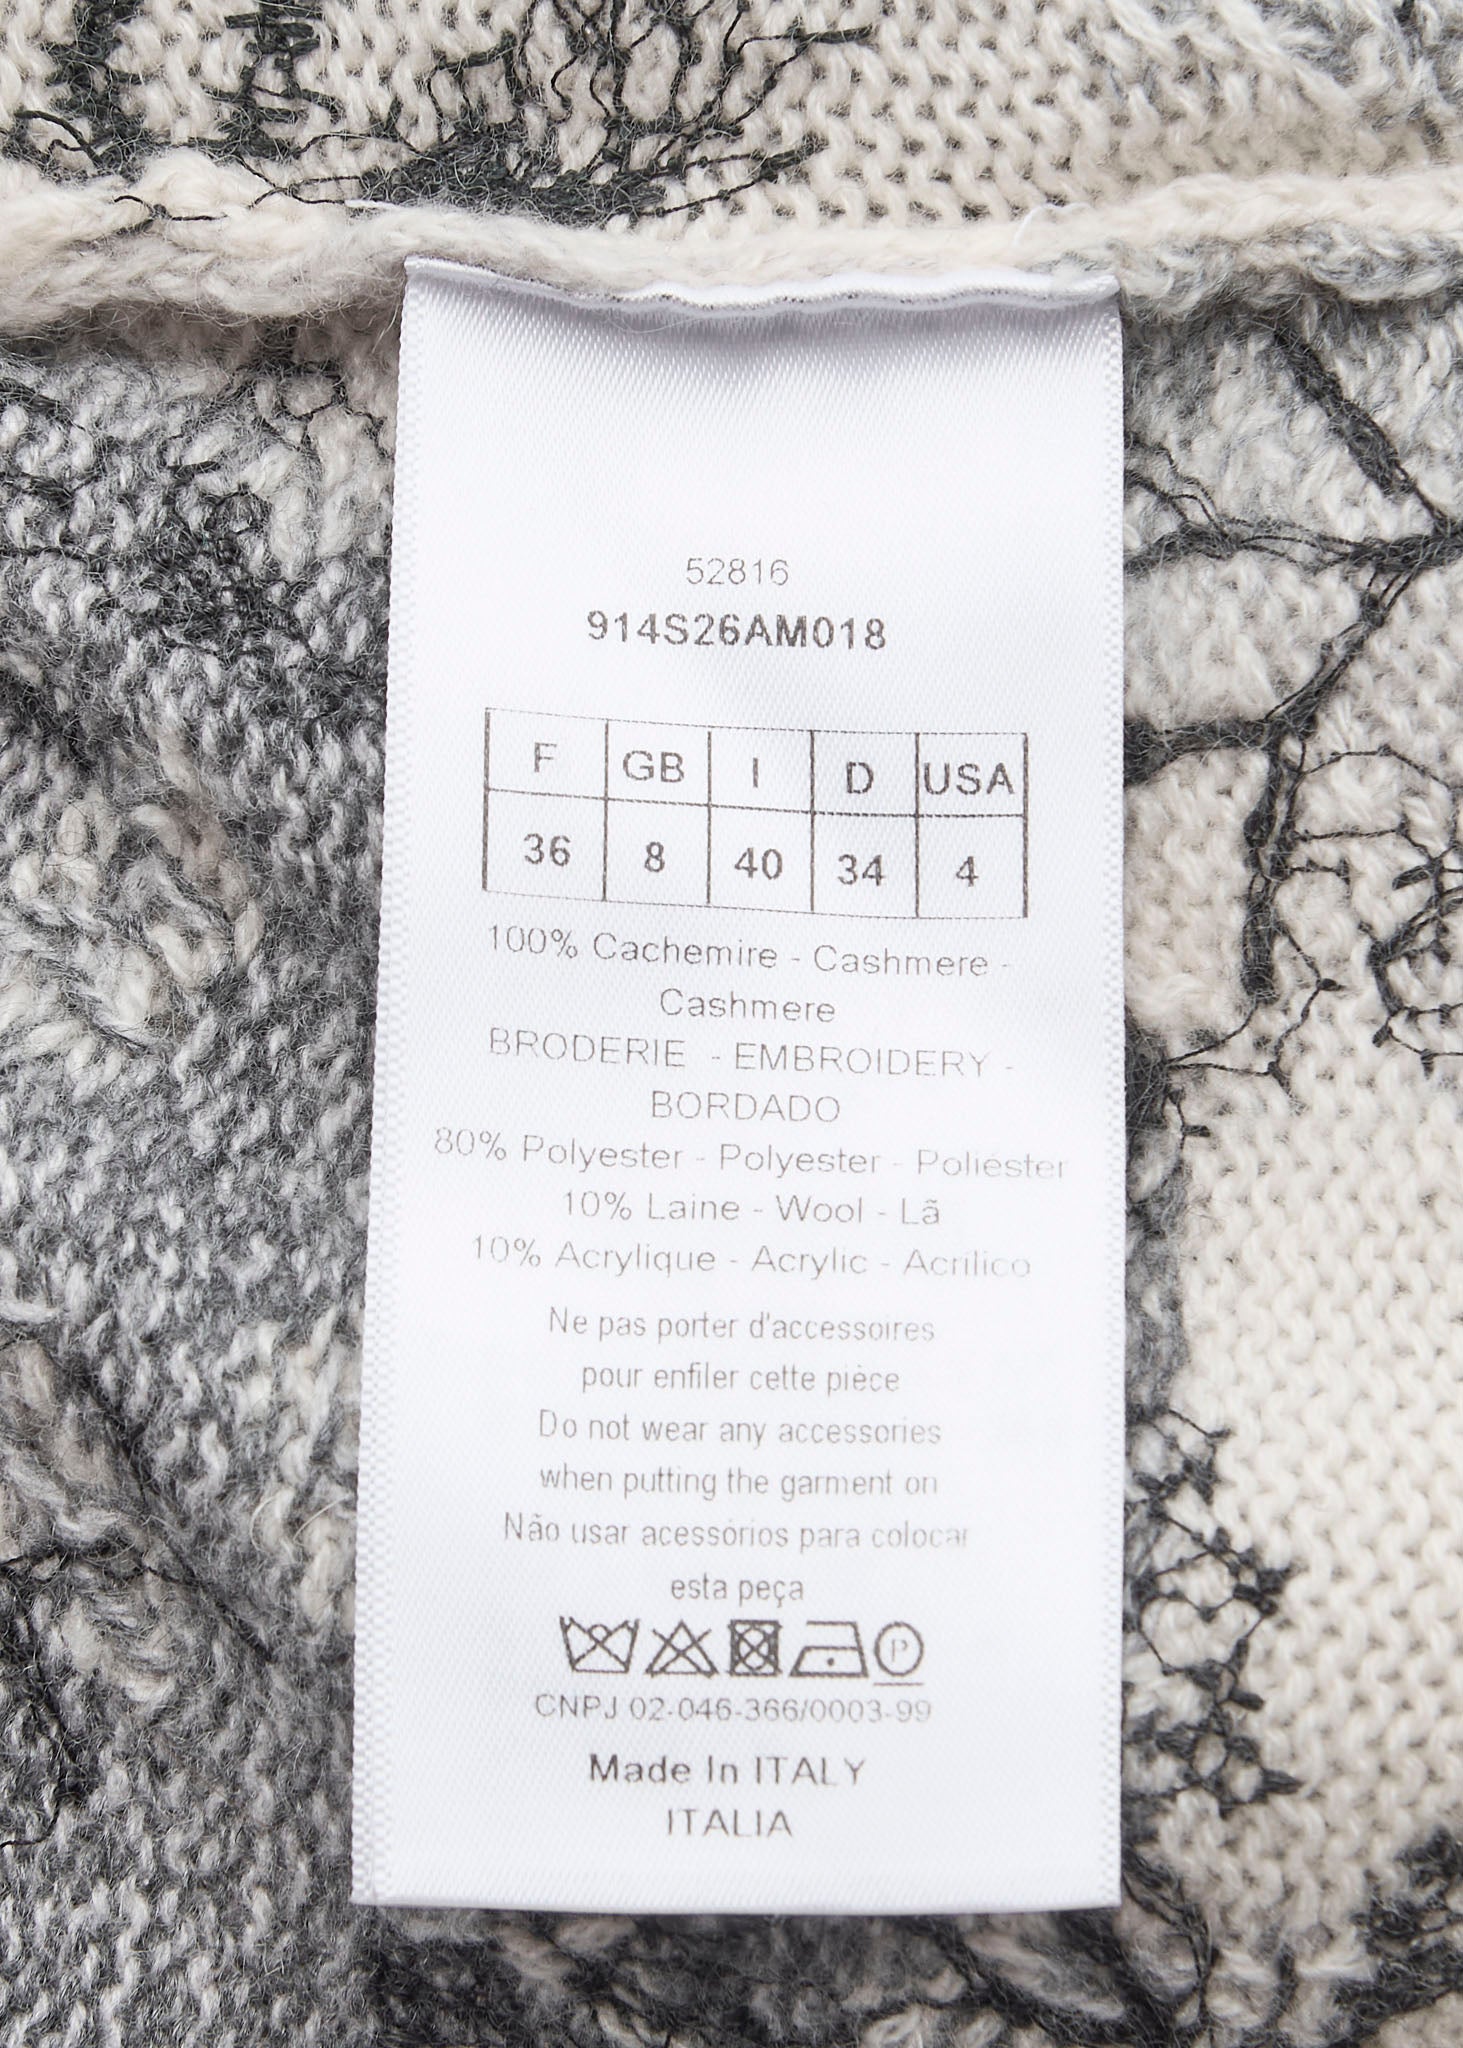 52816
914S26AM018
F GB I D USA
36 8 40 34 4
100% Cachemire - Cashmere -
Cashmere
BRODERIE - EMBROIDERY -
BORDADO
80% Polyester - Polyester - Poliéster
10% Laine - Wool - Lã
10% Acrylique - Acrylic - Acrílico
Ne pas porter d'accessoires
pour enfiler cette pièce
Do not wear any accessories
when putting the garment on
Não usar acessórios para colocar
esta peça
P
CNPJ 02-046-366/0003-99
Made In ITALY
ITALIA